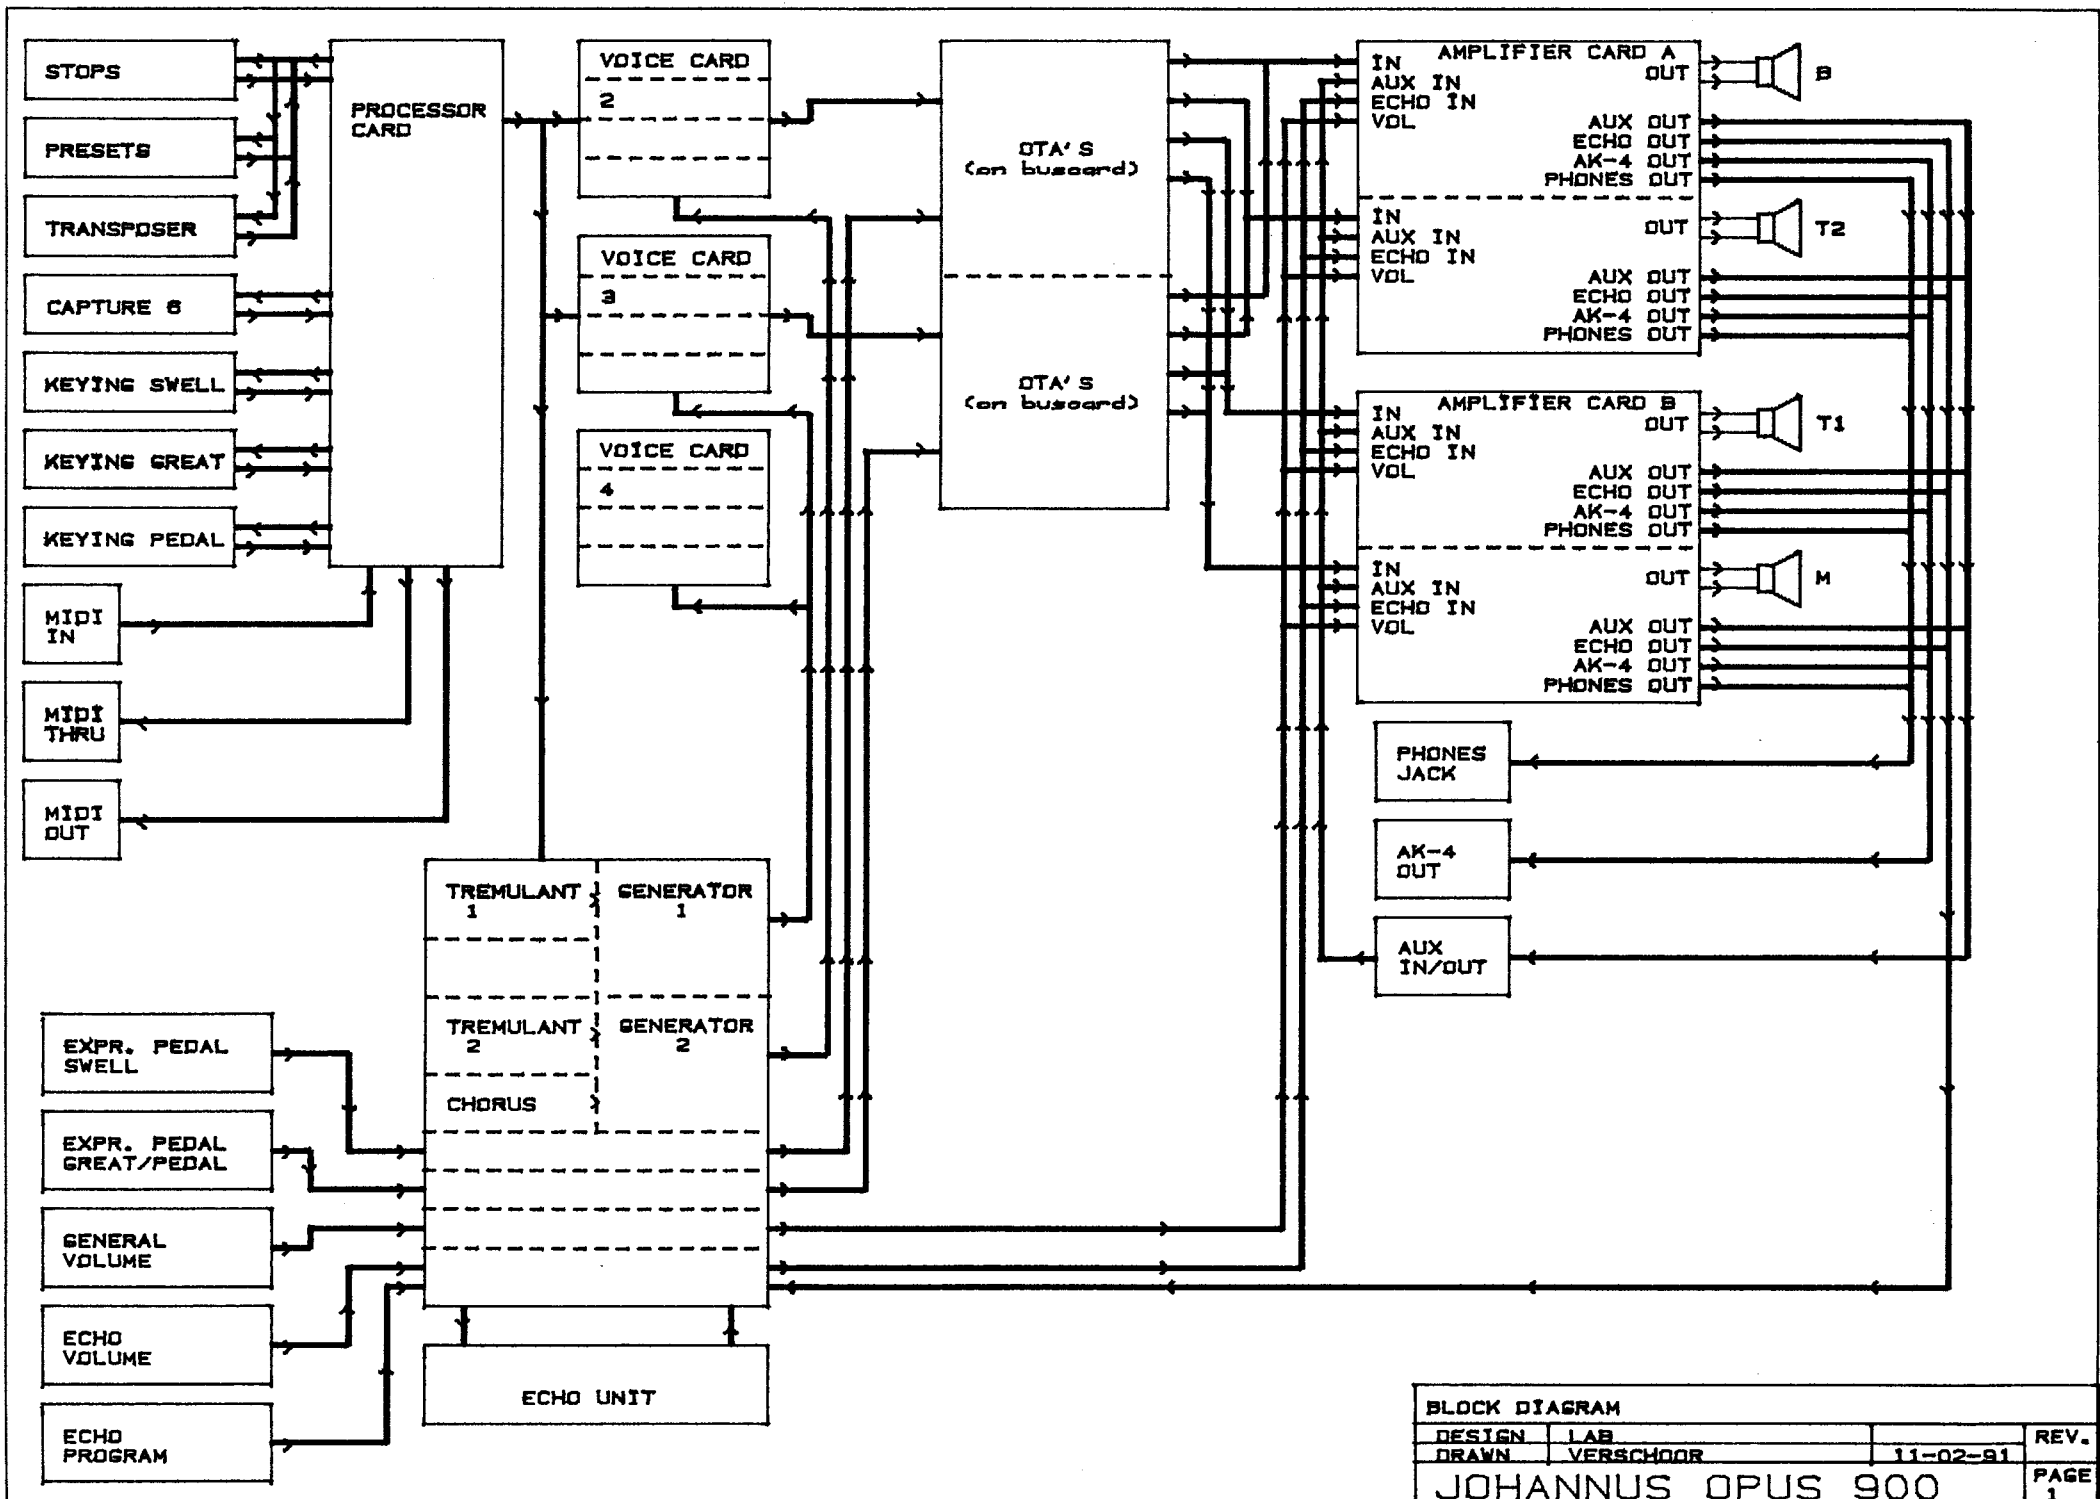 STOPS
PRESETS
TRANSPOSER
CAPTURE 6
KEYING SWELL
KEYING GREAT
KEYING PEDAL
MIDI
IN
MIDI
THRU
MIDI
OUT
PROCESSOR
CARD
VOICE CARD
2
VOICE CARD
3
VOICE CARD
4
OTA'S
(on buscard)
OTA'S
(on buscard)
AMPLIFIER CARD A
IN
AUX IN
ECHO IN
VOL
OUT
B
AUX OUT
ECHO OUT
AK-4 OUT
PHONES OUT
IN
AUX IN
ECHO IN
VOL
OUT
T2
AUX OUT
ECHO OUT
AK-4 OUT
PHONES OUT
AMPLIFIER CARD B
IN
AUX IN
ECHO IN
VOL
OUT
T1
AUX OUT
ECHO OUT
AK-4 OUT
PHONES OUT
IN
AUX IN
ECHO IN
VOL
OUT
M
AUX OUT
ECHO OUT
AK-4 OUT
PHONES OUT
PHONES
JACK
AK-4
OUT
AUX
IN/OUT
TREMULANT
1
GENERATOR
1
TREMULANT
2
GENERATOR
2
CHORUS
EXPR. PEDAL
SWELL
EXPR. PEDAL
GREAT/PEDAL
GENERAL
VOLUME
ECHO
VOLUME
ECHO
PROGRAM
ECHO UNIT
BLOCK DIAGRAM
DESIGN LAB
REV.
DRAWN VERSCHOOR 11-02-91
JOHANNUS OPUS 900
PAGE
1